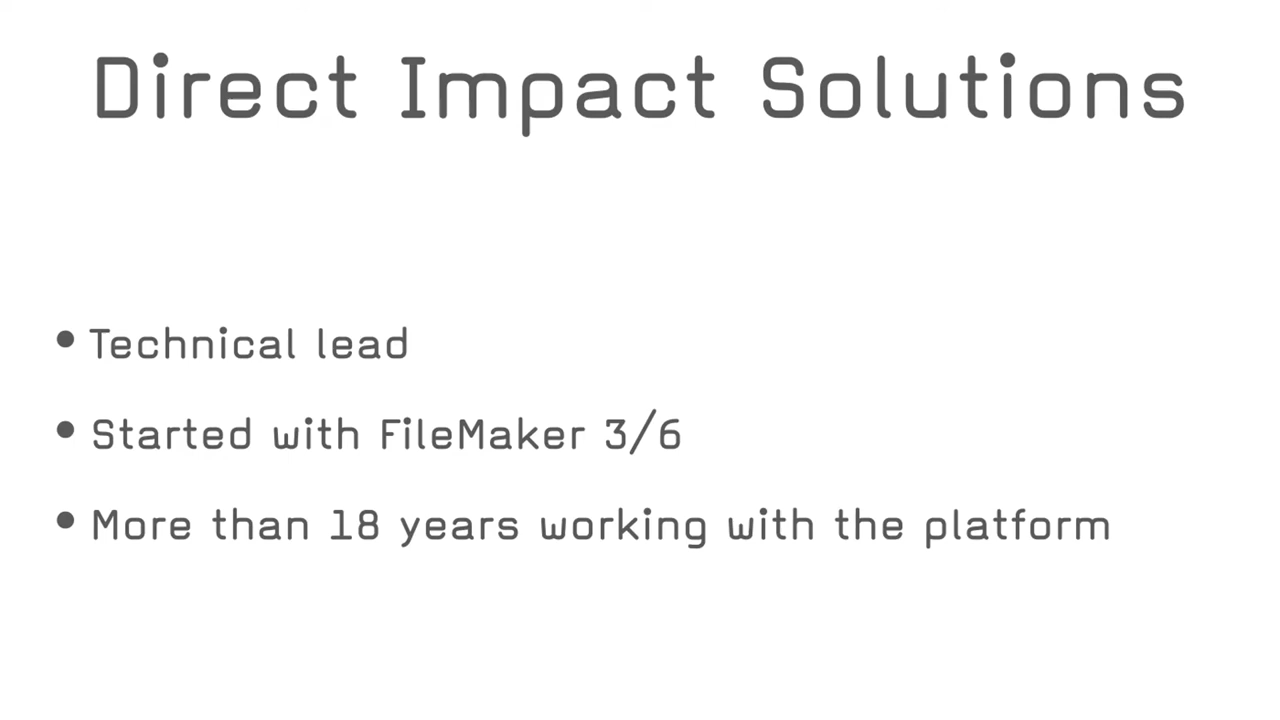 Direct Impact Solutions
• Technical lead
• Started with FileMaker 3/6
• More than 18 years working with the platform